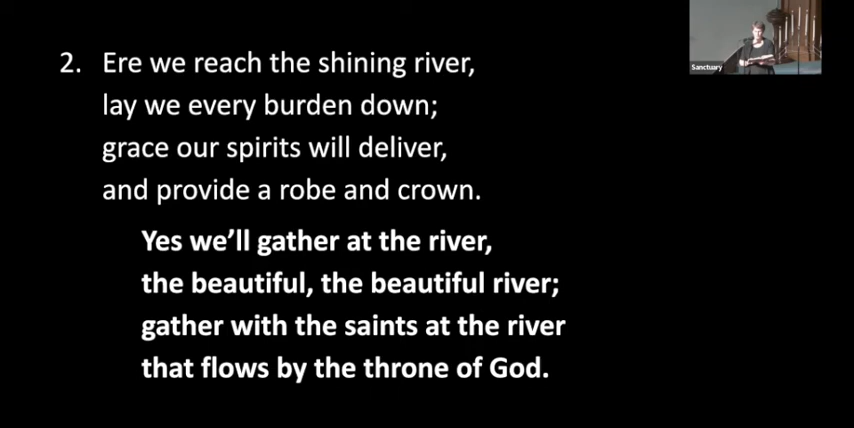 2. Ere we reach the shining river,
lay we every burden down;
grace our spirits will deliver,
and provide a robe and crown.
Yes we’ll gather at the river,
the beautiful, the beautiful river;
gather with the saints at the river
that flows by the throne of God.
Sanctuary